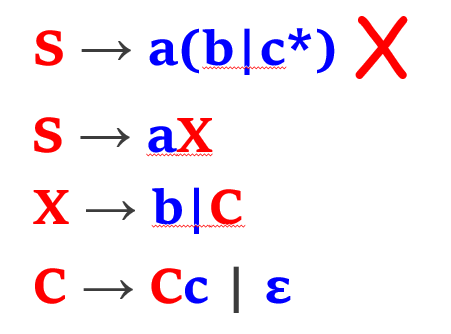 S → a(b|c*) X
S → aX
X → b|C
C → Cc | ε